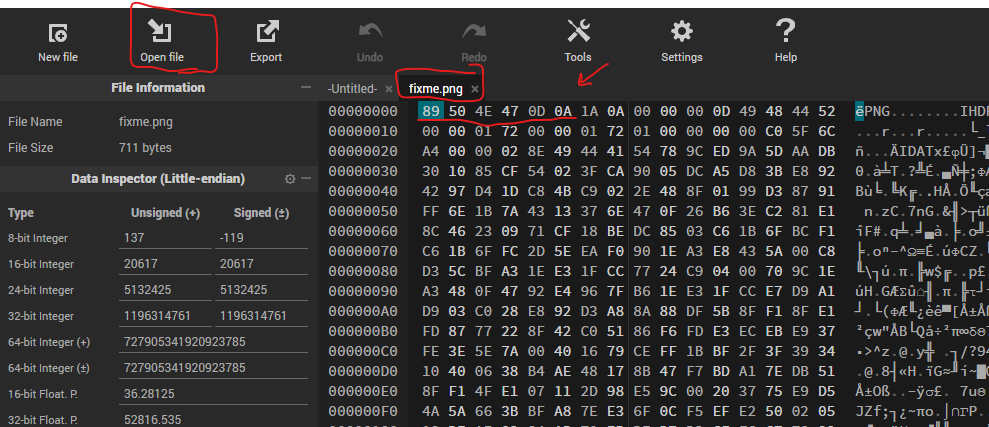 New file
Open file
Export
Undo
Redo
Tools
Settings
Help
File Information
File Name fixme.png
File Size 711 bytes
Data Inspector (Little-endian)
Type Unsigned (+) Signed (±)
8-bit Integer 137 -119
16-bit Integer 20617 20617
24-bit Integer 5132425 5132425
32-bit Integer 1196314761 1196314761
64-bit Integer (+) 727905341920923785
64-bit Integer (±) 727905341920923785
16-bit Float. P. 36.28125
32-bit Float. P. 52816.535
-Untitled-
fixme.png
00000000 89 50 4E 47 0D 0A 1A 0A 00 00 00 0D 49 48 44 52 ëPNG........IHDR
00000010 00 00 01 72 00 00 01 72 01 00 00 00 00 C0 5F 6C ...r...r.....└_
00000020 A4 00 00 02 8E 49 44 41 54 78 9C ED 9A 5D AA DB ñ...ÄIDATx£φÜ]¬
00000030 30 10 85 CF 54 02 3F CA 90 05 DC A5 D8 3B E8 92
00000040 42 97 D4 1D C8 4B C9 02 2E 48 8F 01 99 D3 87 91
00000050 FF 6E 1B 7A 43 13 37 6E 47 0F 26 B3 3E C2 81 E1
00000060 8C 46 23 09 71 CF 18 BE DC 85 03 C6 1B 6F BC F1
00000070 C6 1B 6F FC 2D 5E EA F0 90 1E A3 E8 43 5A 00 C8
00000080 D3 5C BF A3 1E E3 1F CC 77 24 C9 04 00 70 9C 1E
00000090 A3 48 0F 47 92 E4 96 7F B6 1E E3 1F CC E7 D9 A1
000000A0 D9 03 C0 28 E8 92 D3 A8 8A 88 DF 5B 8F F1 8F E1
000000B0 FD 87 77 22 8F 42 C0 51 86 F6 FD E3 EC EB E9 37
000000C0 FE 3E 5E 7A 00 40 16 79 CE FF 1B BF 2F 3F 39 34
000000D0 10 40 06 38 B4 AE 48 17 8B 47 F7 BD A1 7E DB 51
000000E0 8F F1 4F E1 07 11 2D 98 E5 9C 00 20 37 75 E9 D5
000000F0 4A 5A 66 3B BF A8 7E E3 6F 0C F5 EF E2 50 02 05